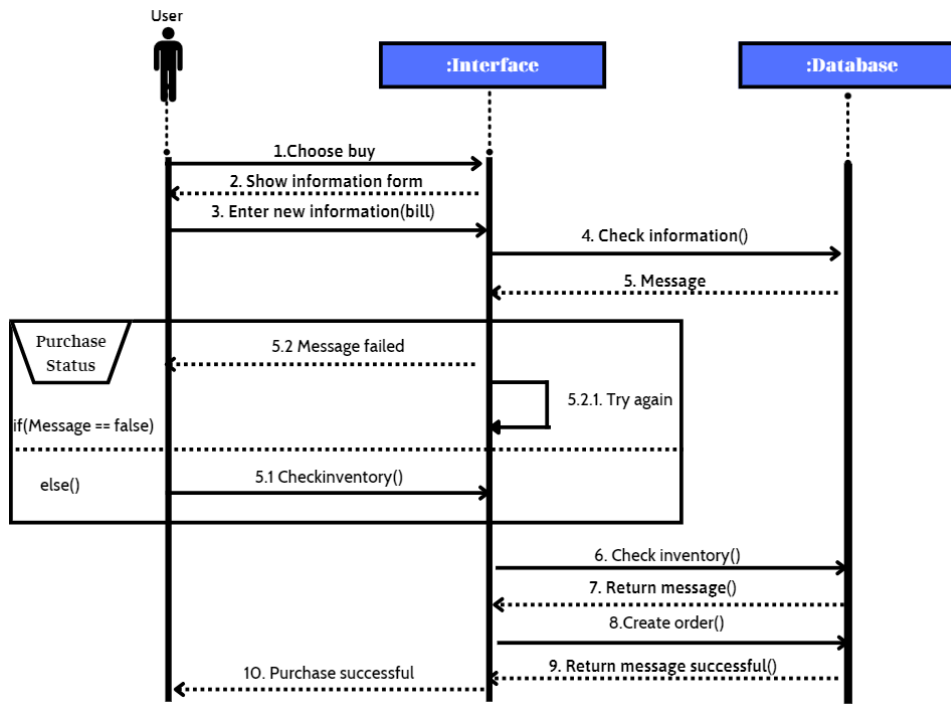 User
:Interface
:Database
1.Choose buy
2. Show information form
3. Enter new information(bill)
4. Check information()
5. Message
Purchase
Status
5.2 Message failed
5.2.1. Try again
if(Message == false)
else()
5.1 Checkinventory()
6. Check inventory()
7. Return message()
8.Create order()
9. Return message successful()
10. Purchase successful